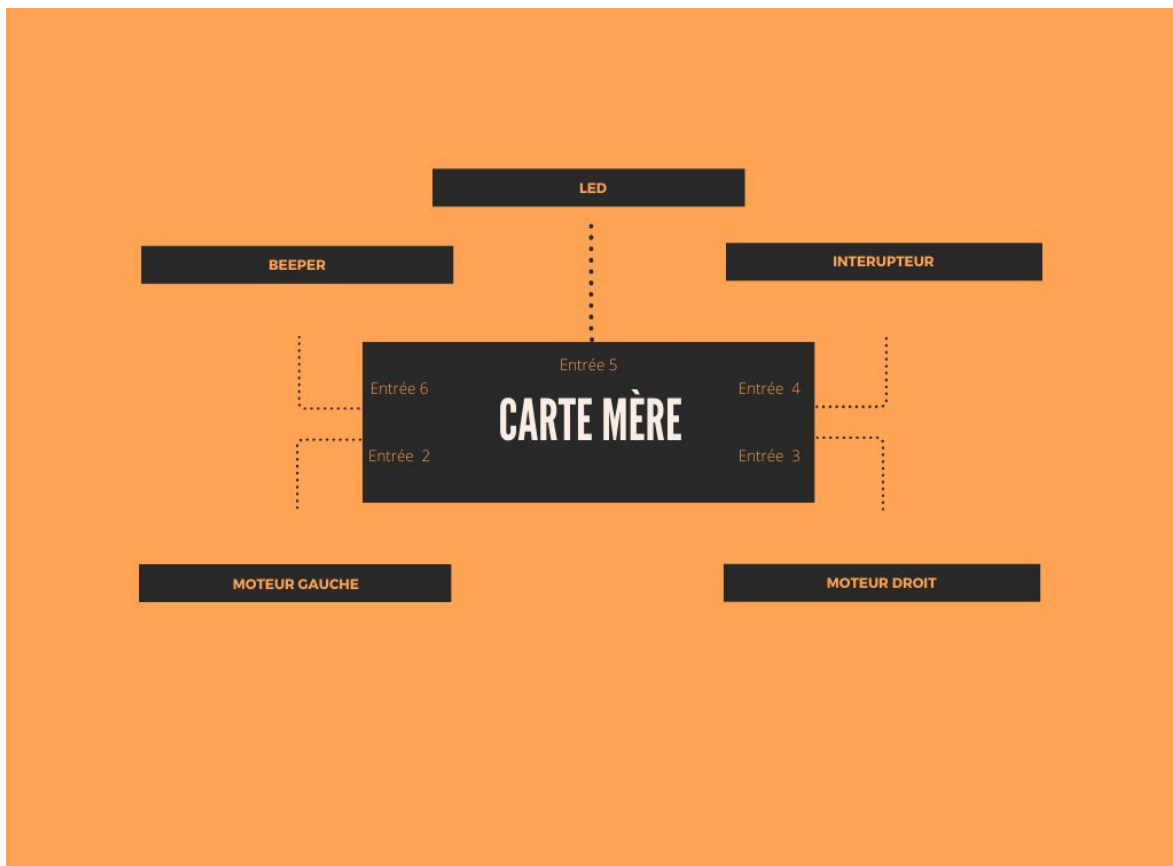 LED
BEEPER
INTERUPTEUR
Entrée 5
Entrée 6
Entrée 4
CARTE MÈRE
Entrée 2
Entrée 3
MOTEUR GAUCHE
MOTEUR DROIT